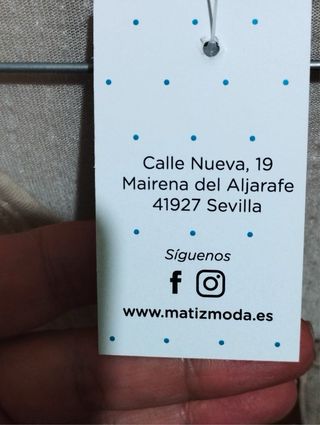 Calle Nueva, 19
Mairena del Aljarafe
41927 Sevilla
Síguenos
www.matizmoda.es